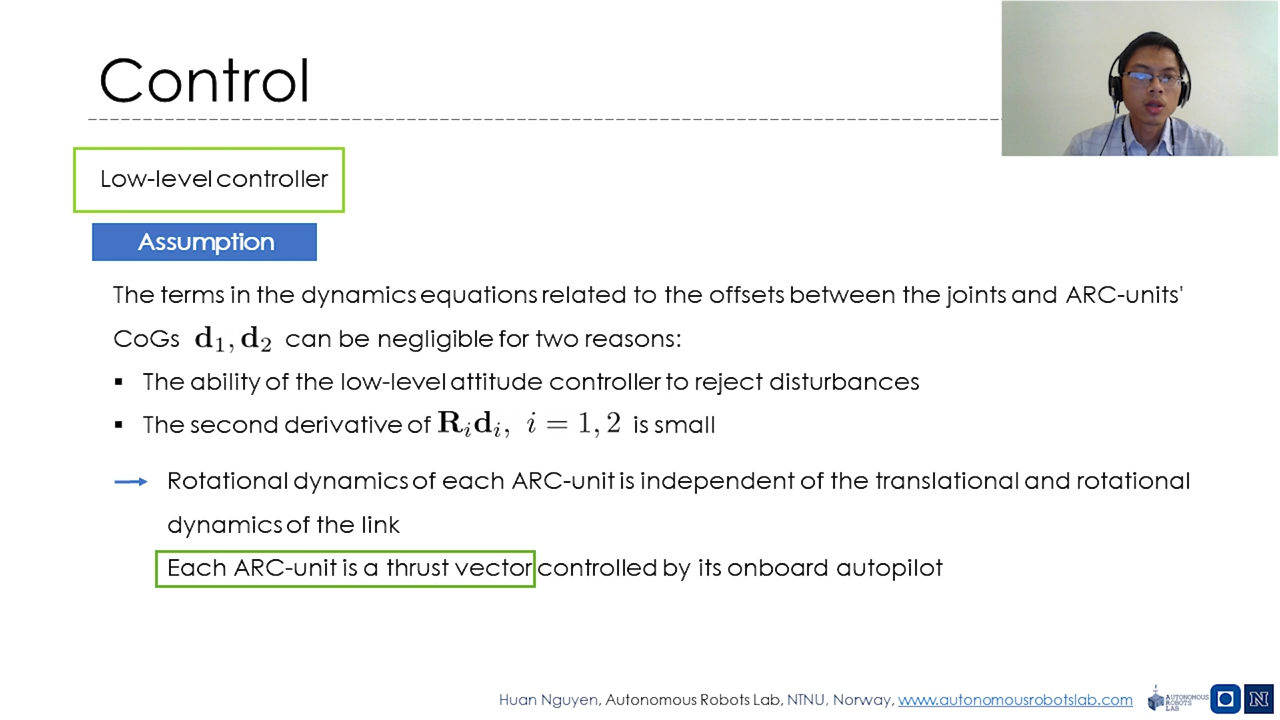 Control
Low-level controller
Assumption
The terms in the dynamics equations related to the offsets between the joints and ARC-units'
CoGs d₁, d₂ can be negligible for two reasons:
▪ The ability of the low-level attitude controller to reject disturbances
▪ The second derivative of Rᵢdᵢ, i = 1, 2 is small
Rotational dynamics of each ARC-unit is independent of the translational and rotational
dynamics of the link
Each ARC-unit is a thrust vector controlled by its onboard autopilot
Huan Nguyen, Autonomous Robots Lab, NTNU, Norway, www.autonomousrobotslab.com
AUTONOMOUS
ROBOTS
LAB
N